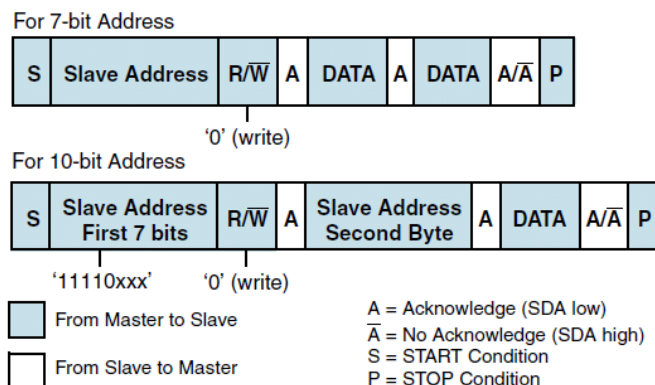 For 7-bit Address
S Slave Address R/W̅ A DATA A DATA A/A̅ P
'0' (write)
For 10-bit Address
S Slave Address First 7 bits R/W̅ A Slave Address Second Byte A DATA A/A̅ P
'11110xxx' '0' (write)
From Master to Slave
From Slave to Master
A = Acknowledge (SDA low)
A̅ = No Acknowledge (SDA high)
S = START Condition
P = STOP Condition